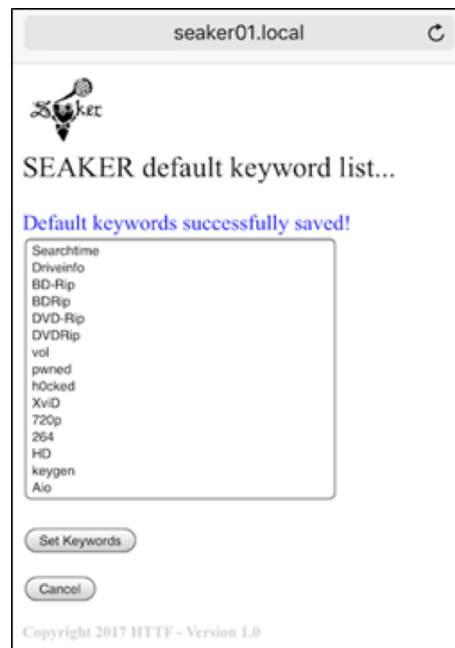 seaker01.local
Seaker
SEAKER default keyword list...
Default keywords successfully saved!
Searchtime
Driveinfo
BD-Rip
BDRip
DVD-Rip
DVDRip
vol
pwned
h0cked
XviD
720p
264
HD
keygen
Aio
Set Keywords
Cancel
Copyright 2017 HTTF - Version 1.0